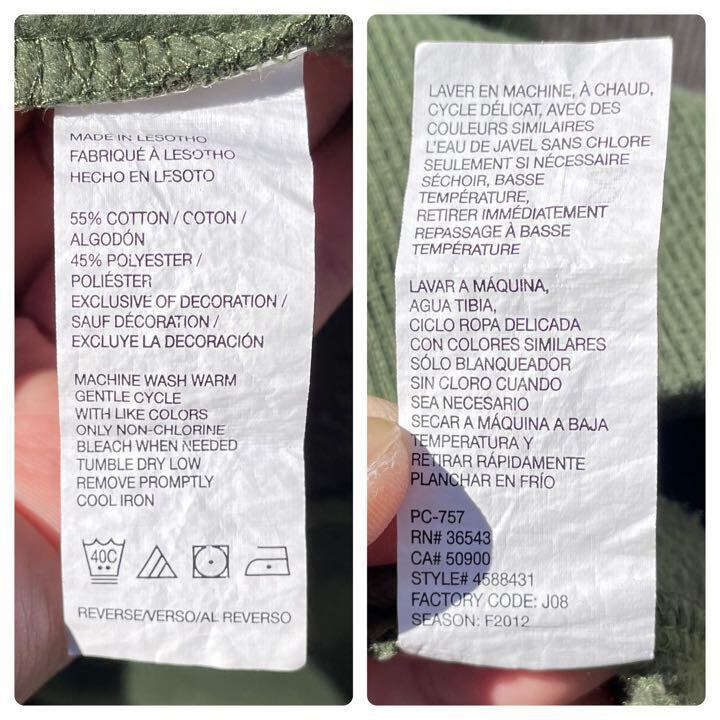 MADE IN LESOTHO
FABRIQUÉ À LESOTHO
HECHO EN LESOTO
55% COTTON / COTON /
ALGODÓN
45% POLYESTER /
POLIÉSTER
EXCLUSIVE OF DECORATION /
SAUF DÉCORATION /
EXCLUYE LA DECORACIÓN
MACHINE WASH WARM
GENTLE CYCLE
WITH LIKE COLORS
ONLY NON-CHLORINE
BLEACH WHEN NEEDED
TUMBLE DRY LOW
REMOVE PROMPTLY
COOL IRON
40C
REVERSE/VERSO/AL REVERSO
LAVER EN MACHINE, À CHAUD,
CYCLE DÉLICAT, AVEC DES
COULEURS SIMILAIRES
L'EAU DE JAVEL SANS CHLORE
SEULEMENT SI NÉCESSAIRE
SÉCHOIR, BASSE
TEMPÉRATURE,
RETIRER IMMÉDIATEMENT
REPASSAGE À BASSE
TEMPÉRATURE
LAVAR A MÁQUINA,
AGUA TIBIA,
CICLO ROPA DELICADA
CON COLORES SIMILARES
SÓLO BLANQUEADOR
SIN CLORO CUANDO
SEA NECESARIO
SECAR A MÁQUINA A BAJA
TEMPERATURA Y
RETIRAR RÁPIDAMENTE
PLANCHAR EN FRÍO
PC-757
RN# 36543
CA# 50900
STYLE# 4588431
FACTORY CODE: J08
SEASON: F2012